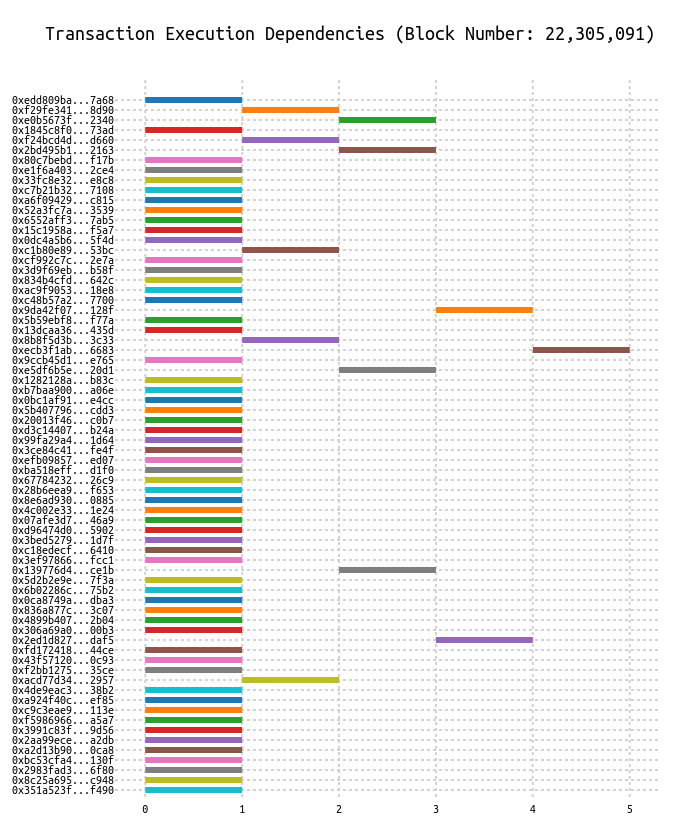 Transaction Execution Dependencies (Block Number: 22,305,091)
0xedd809ba...7a68
0xf29fe341...8d90
0xe0b5673f...2340
0x1845c8f0...73ad
0xf24bcd4d...d660
0x2bd495b1...2163
0x80c7bebd...f17b
0xe1f6a403...2ce4
0x33fc8e32...e8c8
0xc7b21b32...7108
0xa6f09429...c815
0x52a3fc7a...3539
0x6552aff3...7ab5
0x15c1958a...f5a7
0x0dc4a5b6...5f4d
0xc1b80e89...53bc
0xcf992c7c...2e7a
0x3d9f69eb...b58f
0x834b4cfd...642c
0xac9f9053...18e8
0xc48b57a2...7700
0x9da42f07...128f
0x5b59ebf8...f77a
0x13dcaa36...435d
0x8b8f5d3b...3c33
0xecb3f1ab...6683
0x9ccb45d1...e765
0xe5df6b5e...20d1
0x1282128a...b83c
0xb7baa900...a06e
0x0bc1af91...e4cc
0x5b407796...cdd3
0x20013f46...c0b7
0xd3c14407...b24a
0x99fa29a4...1d64
0x3ce84c41...fe4f
0xefb09857...ed07
0xba518eff...d1f0
0x67784232...26c9
0x28b6eea9...f653
0x8e6ad930...0885
0x4c002e33...1e24
0x07afe3d7...46a9
0xd96474d0...5902
0x3bed5279...1d7f
0xc18edecf...6410
0x3ef97866...fcc1
0x139776d4...ce1b
0x5d2b2e9e...7f3a
0x6b02286c...75b2
0x0ca8749a...dba3
0x836a877c...3c07
0x4899b407...2b04
0x306a69a0...00b3
0x2ed1d827...daf5
0xfd172418...44ce
0x43f57120...0c93
0xf2bb1275...35ce
0xacd77d34...2957
0x4de9eac3...38b2
0xa924f40c...ef85
0xc9c3eae9...113e
0xf5986966...a5a7
0x3991c83f...9d56
0x2aa99ece...a2db
0xa2d13b90...0ca8
0xbc53cfa4...130f
0x2983fad3...6f80
0x8c25a695...c948
0x351a523f...f490
0 1 2 3 4 5